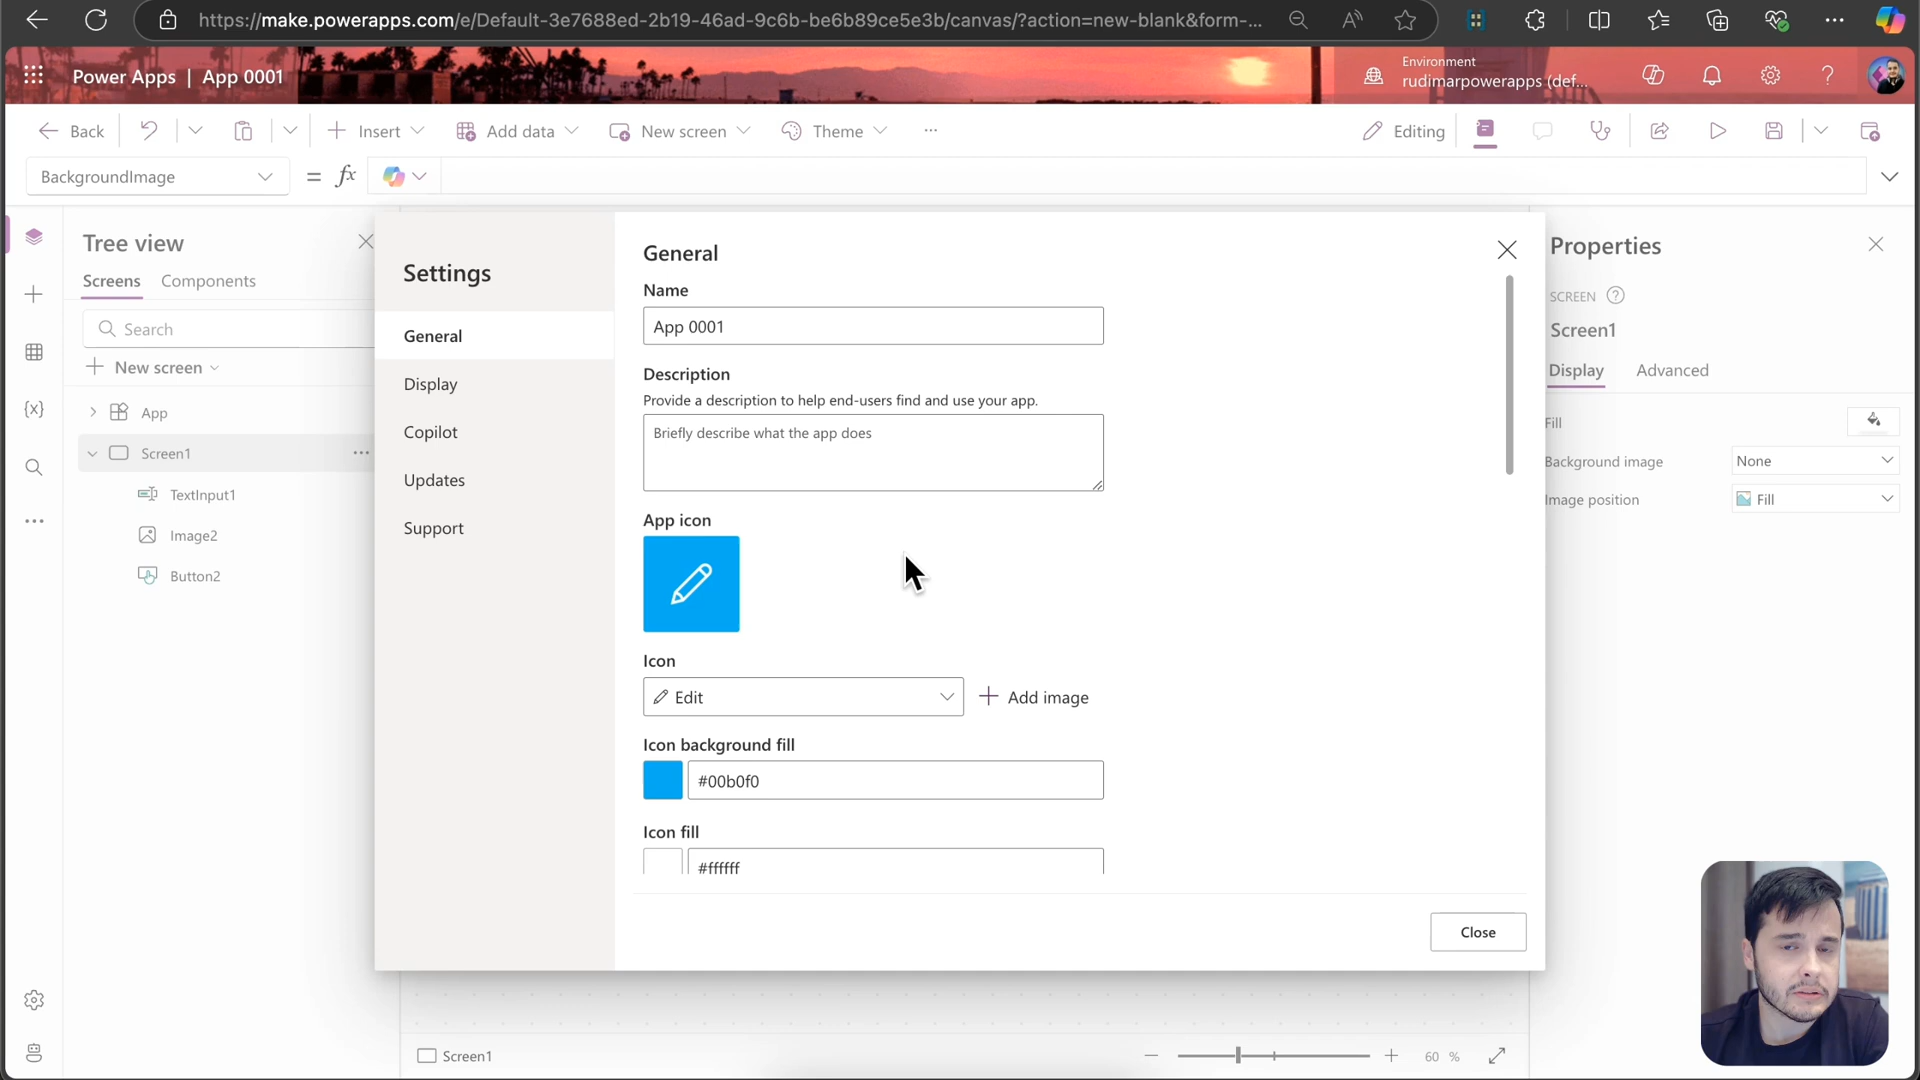 https://make.powerapps.com/e/Default-3e7688ed-2b19-46ad-9c6b-be6b89ce5e3b/canvas/?action=new-blank&form-...
Power Apps | App 0001
Environment
rudimarpowerapps (def...
Back
Insert
Add data
New screen
Theme
...
Editing
BackgroundImage
= fx
Tree view
Screens
Components
Search
New screen
App
Screen1
TextInput1
Image2
Button2
Settings
General
Display
Copilot
Updates
Support
General
Name
App 0001
Description
Provide a description to help end-users find and use your app.
Briefly describe what the app does
App icon
Icon
Edit
Add image
Icon background fill
#00b0f0
Icon fill
#ffffff
Close
Properties
SCREEN
Screen1
Display
Advanced
Fill
Background image
None
Image position
Fill
Screen1
60 %